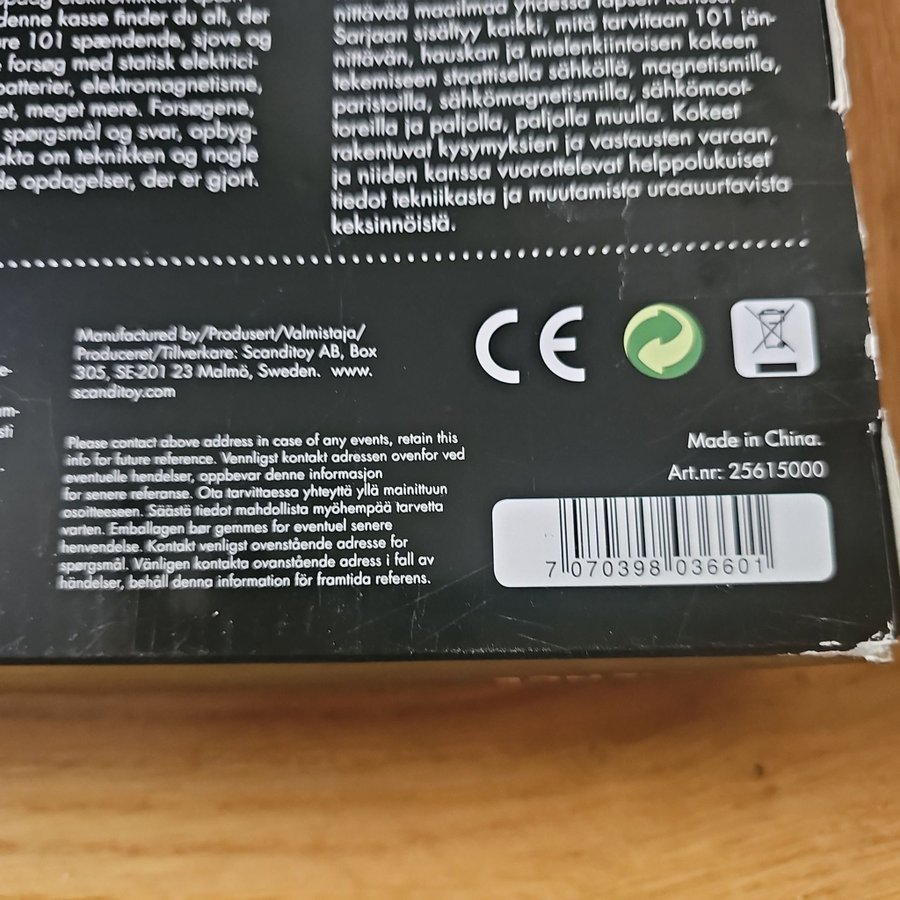 denne kasse finder du alt, der
re 101 spændende, sjove og
forsøg med statisk elektrici-
batterier, elektromagnetisme,
et, meget mere. Forsøgene,
spørgsmål og svar, opbyg-
akta om teknikken og nogle
de opdagelser, der er gjort.
nittävää maailmaa yhdessä lapsen kanssa.
Sarjaan sisältyy kaikki, mitä tarvitaan 101 jän-
nittävän, hauskan ja mielenkiintoisen kokeen
tekemiseen staattisella sähköllä, magnetismilla,
paristoilla, sähkömagnetismilla, sähkömoot-
toreilla ja paljolla, paljolla muulla. Kokeet
rakentuvat kysymyksien ja vastausten varaan,
ja niiden kanssa vuorottelevat helppolukuiset
tiedot tekniikasta ja muutamista uraauurtavista
keksinnöistä.
e-
am-
sti
Manufactured by/Produsert/Valmistaja/
Produceret/Tillverkare: Scanditoy AB, Box
305, SE-201 23 Malmö, Sweden. www.
scanditoy.com
Please contact above address in case of any events, retain this
info for future reference. Vennligst kontakt adressen ovenfor ved
eventuelle hendelser, oppbevar denne informasjon
for senere referanse. Ota tarvittaessa yhteyttä yllä mainittuun
osoitteeseen. Säästä tiedot mahdollista myöhempää tarvetta
varten. Emballagen bør gemmes for eventuel senere
henvendelse. Kontakt venligst ovenstående adresse for
spørgsmål. Vänligen kontakta ovanstående adress i fall av
händelser, behåll denna information för framtida referens.
CE
Made in China.
Art.nr: 25615000
7 070398 036601